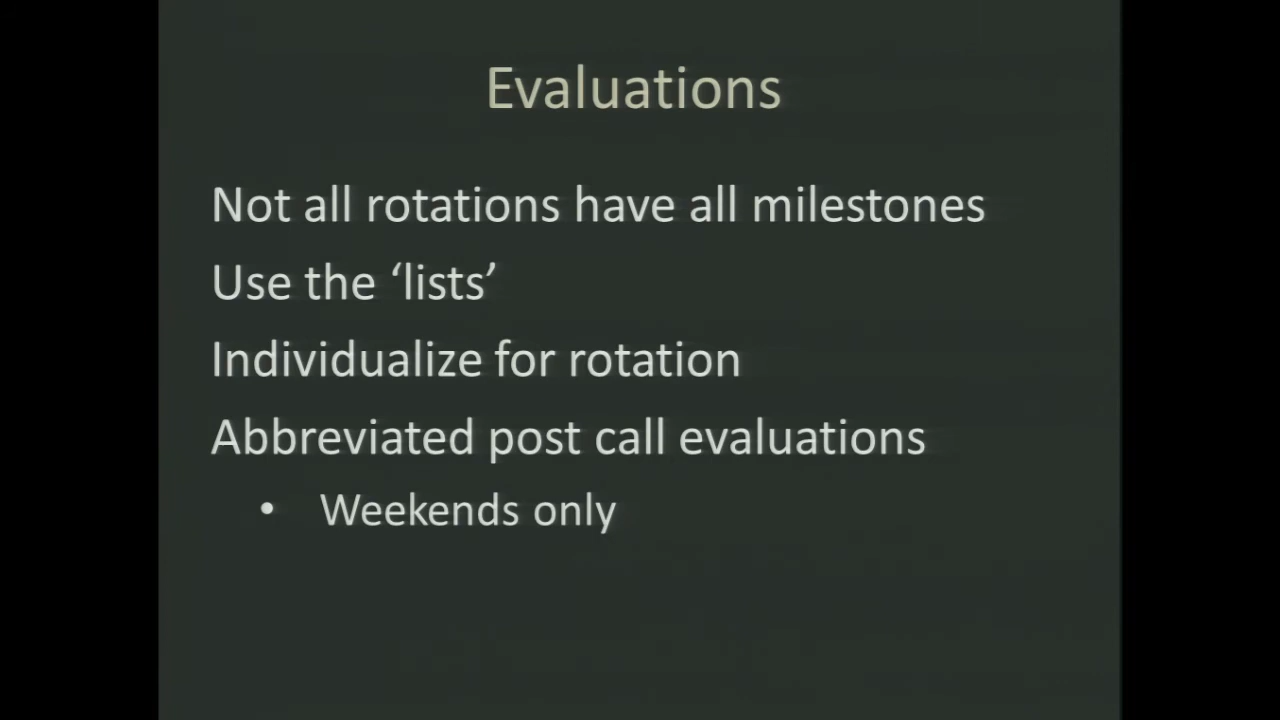 Evaluations
Not all rotations have all milestones
Use the ‘lists’
Individualize for rotation
Abbreviated post call evaluations
• Weekends only